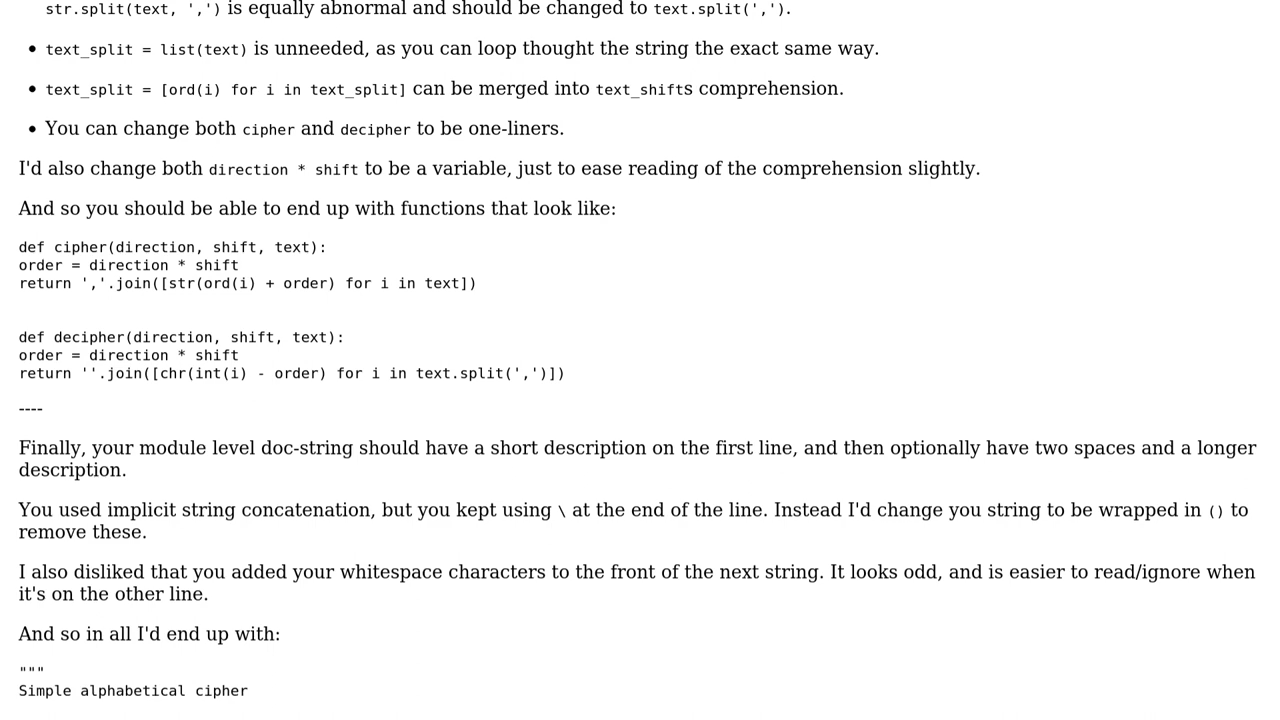 str.split(text, ',') is equally abnormal and should be changed to text.split(',').
• text_split = list(text) is unneeded, as you can loop thought the string the exact same way.
• text_split = [ord(i) for i in text_split] can be merged into text_shifts comprehension.
• You can change both cipher and decipher to be one-liners.
I'd also change both direction * shift to be a variable, just to ease reading of the comprehension slightly.
And so you should be able to end up with functions that look like:
def cipher(direction, shift, text):
order = direction * shift
return ','.join([str(ord(i) + order) for i in text])
def decipher(direction, shift, text):
order = direction * shift
return ''.join([chr(int(i) - order) for i in text.split(',')])
----
Finally, your module level doc-string should have a short description on the first line, and then optionally have two spaces and a longer
description.
You used implicit string concatenation, but you kept using \ at the end of the line. Instead I'd change you string to be wrapped in () to
remove these.
I also disliked that you added your whitespace characters to the front of the next string. It looks odd, and is easier to read/ignore when
it's on the other line.
And so in all I'd end up with:
"""
Simple alphabetical cipher